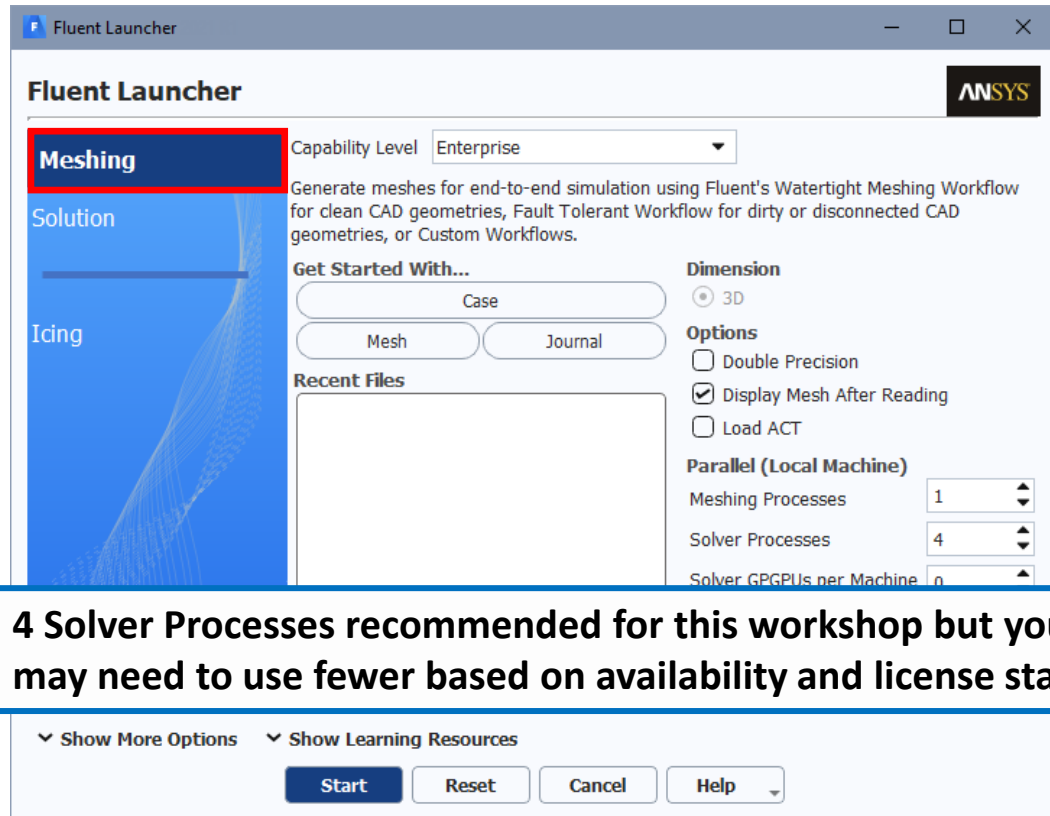 Fluent Launcher
Fluent Launcher
ANSYS
Meshing
Solution
Icing
Capability Level Enterprise
Generate meshes for end-to-end simulation using Fluent's Watertight Meshing Workflow
for clean CAD geometries, Fault Tolerant Workflow for dirty or disconnected CAD
geometries, or Custom Workflows.
Get Started With...
Case
Mesh Journal
Recent Files
Dimension
3D
Options
Double Precision
Display Mesh After Reading
Load ACT
Parallel (Local Machine)
Meshing Processes 1
Solver Processes 4
Solver GPGPUs per Machine 0
4 Solver Processes recommended for this workshop but you
may need to use fewer based on availability and license sta
Show More Options Show Learning Resources
Start Reset Cancel Help